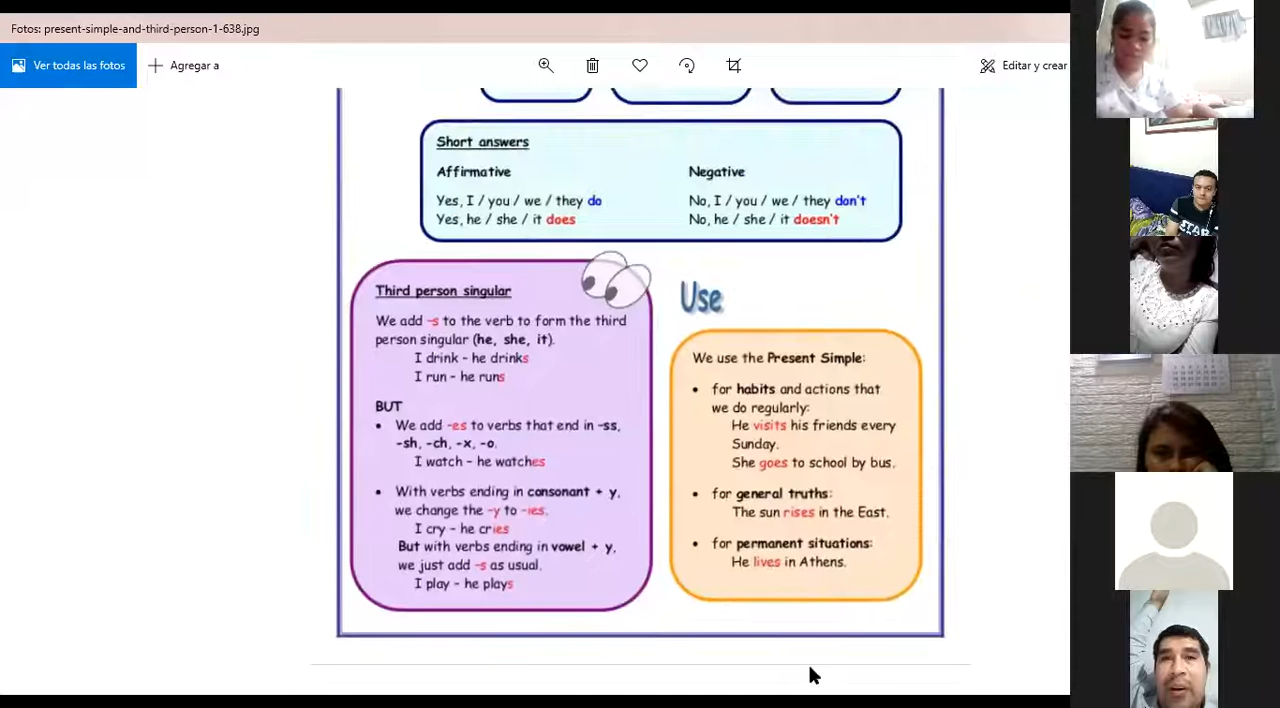 Fotos: present-simple-and-third-person-1-638.jpg
Ver todas las fotos
Agregar a
Editar y crear
Short answers
Affirmative
Negative
Yes, I / you / we / they do
No, I / you / we / they don't
Yes, he / she / it does
No, he / she / it doesn't
Third person singular
We add -s to the verb to form the third
person singular (he, she, it).
I drink - he drinks
I run - he runs
BUT
• We add -es to verbs that end in -ss,
-sh, -ch, -x, -o.
I watch - he watches
• With verbs ending in consonant + y,
we change the -y to -ies.
I cry - he cries
But with verbs ending in vowel + y,
we just add -s as usual.
I play - he plays
Use
We use the Present Simple:
• for habits and actions that
we do regularly:
He visits his friends every
Sunday.
She goes to school by bus.
• for general truths:
The sun rises in the East.
• for permanent situations:
He lives in Athens.
STAR